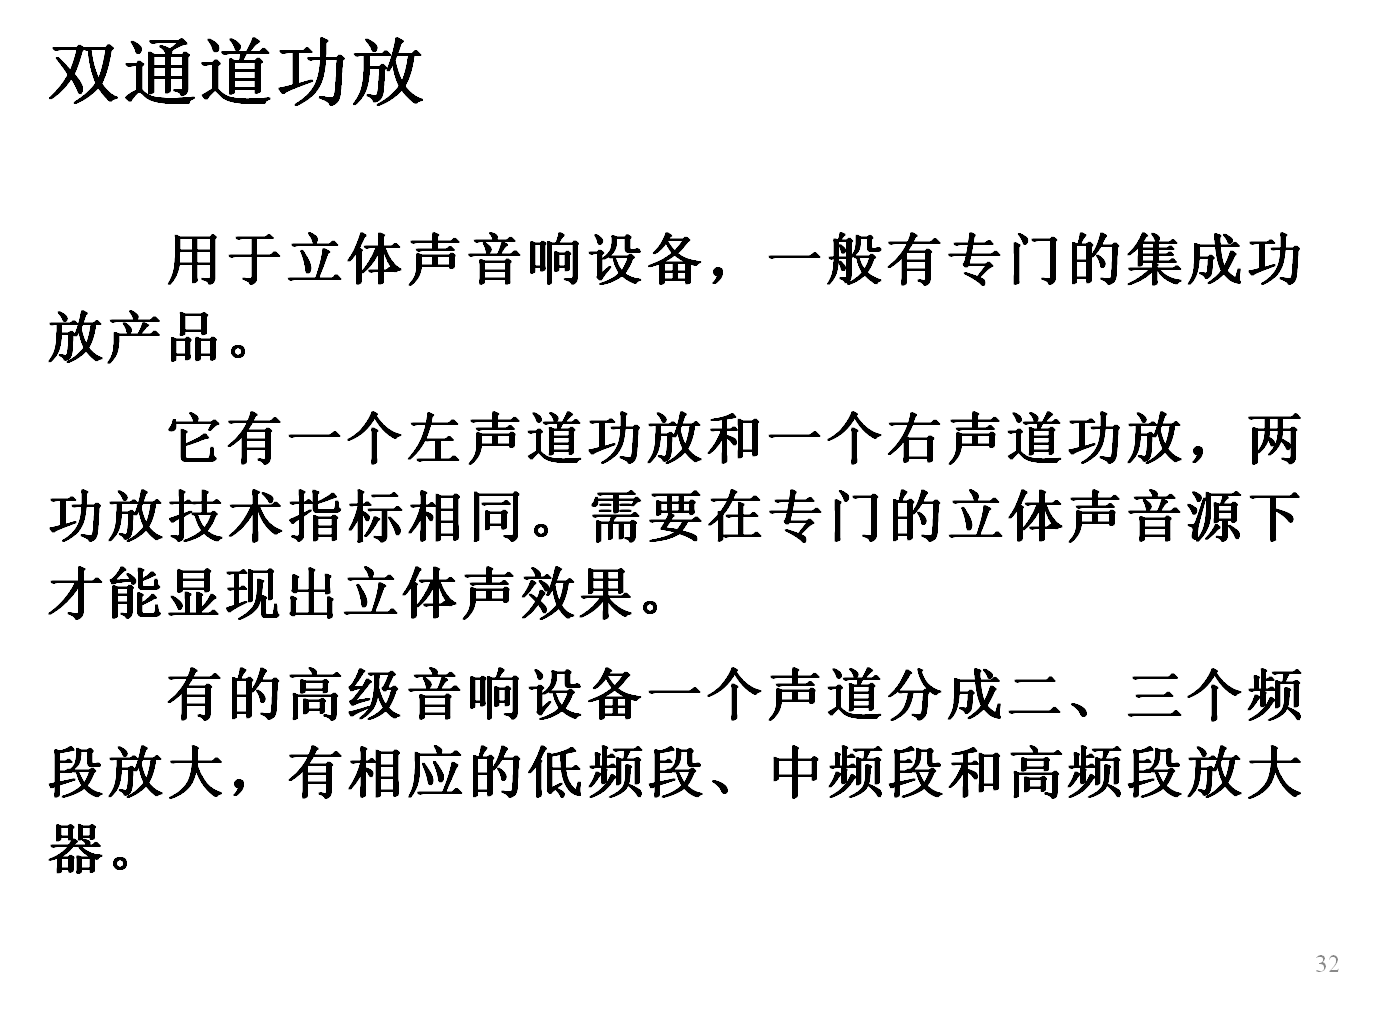 双通道功放
用于立体声音响设备，一般有专门的集成功
放产品。
它有一个左声道功放和一个右声道功放，两
功放技术指标相同。需要在专门的立体声音源下
才能显现出立体声效果。
有的高级音响设备一个声道分成二、三个频
段放大，有相应的低频段、中频段和高频段放大
器。
32